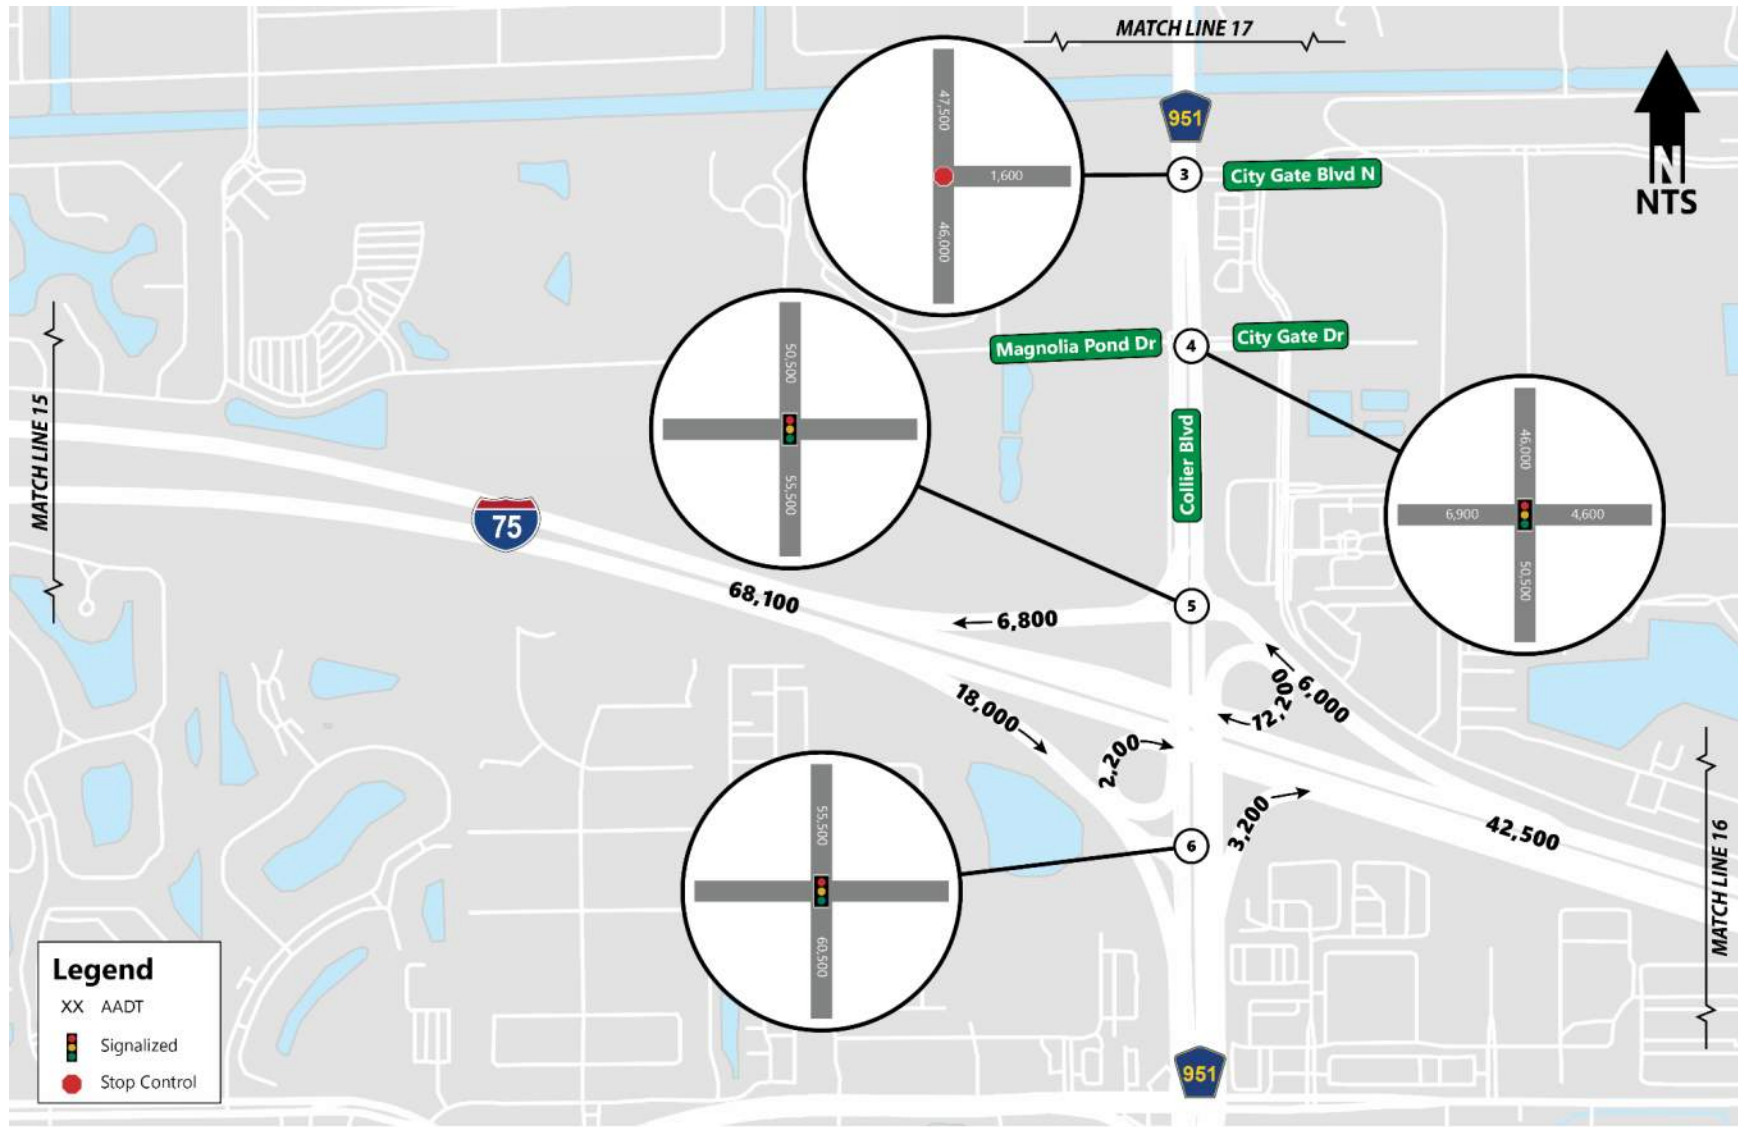 MATCH LINE 17
951
N
NTS
47,500
1,600
46,000
3
City Gate Blvd N
Magnolia Pond Dr
4
City Gate Dr
50,500
55,500
46,000
6,900
4,600
50,500
Collier Blvd
MATCH LINE 15
75
68,100
6,800
5
18,000
6,000
12,200
2,200
3,200
42,500
6
55,500
60,500
MATCH LINE 16
951
Legend
XX AADT
Signalized
Stop Control